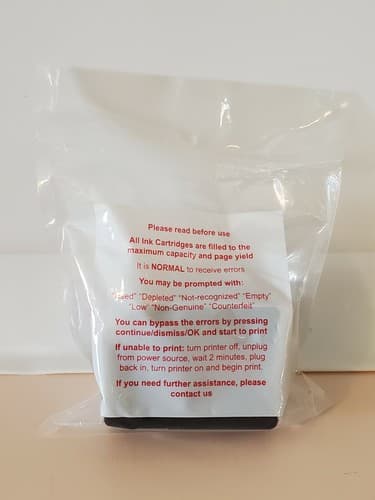 Please read before use
All Ink Cartridges are filled to the
maximum capacity and page yield
It is NORMAL to receive errors
You may be prompted with:
"Used" "Depleted" "Not-recognized" "Empty"
"Low" "Non-Genuine" "Counterfeit"
You can bypass the errors by pressing
continue/dismiss/OK and start to print
If unable to print: turn printer off, unplug
from power source, wait 2 minutes, plug
back in, turn printer on and begin print.
If you need further assistance, please
contact us